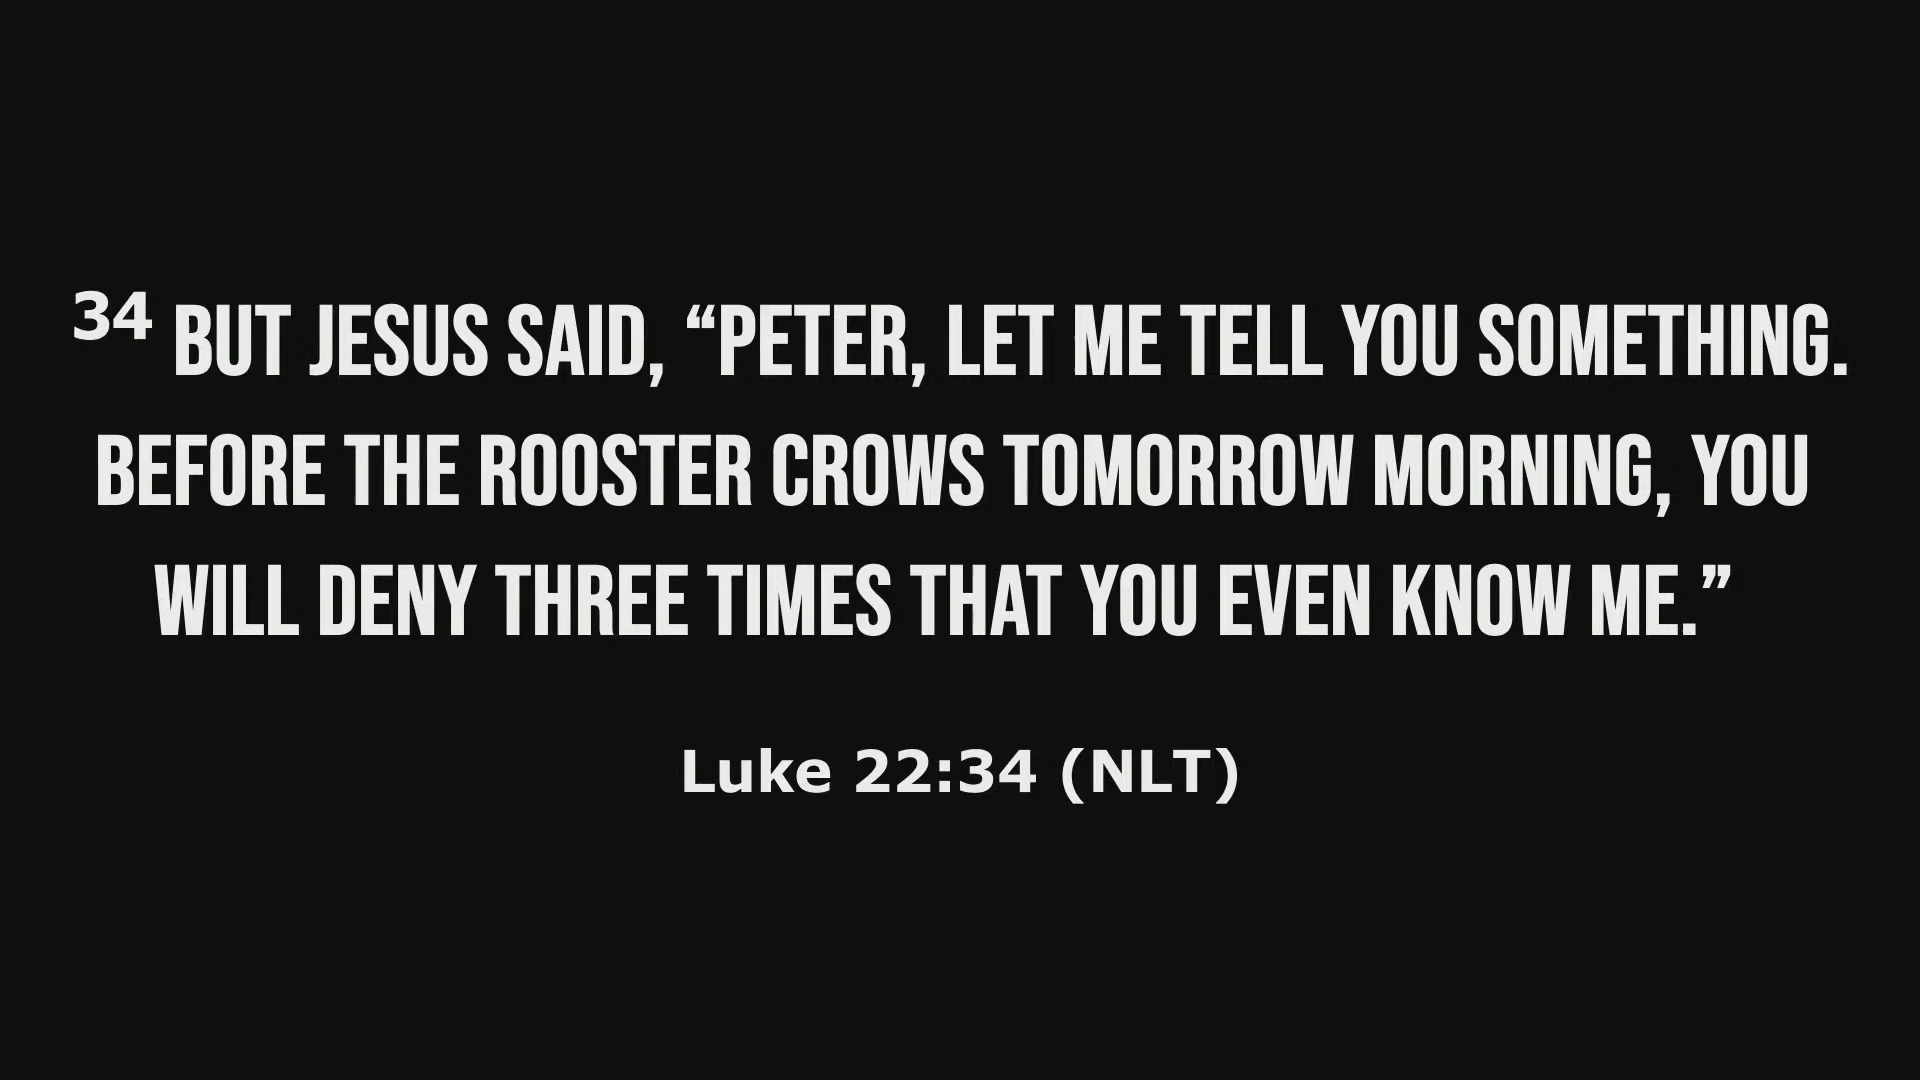 34 BUT JESUS SAID, “PETER, LET ME TELL YOU SOMETHING.
BEFORE THE ROOSTER CROWS TOMORROW MORNING, YOU
WILL DENY THREE TIMES THAT YOU EVEN KNOW ME.”
Luke 22:34 (NLT)